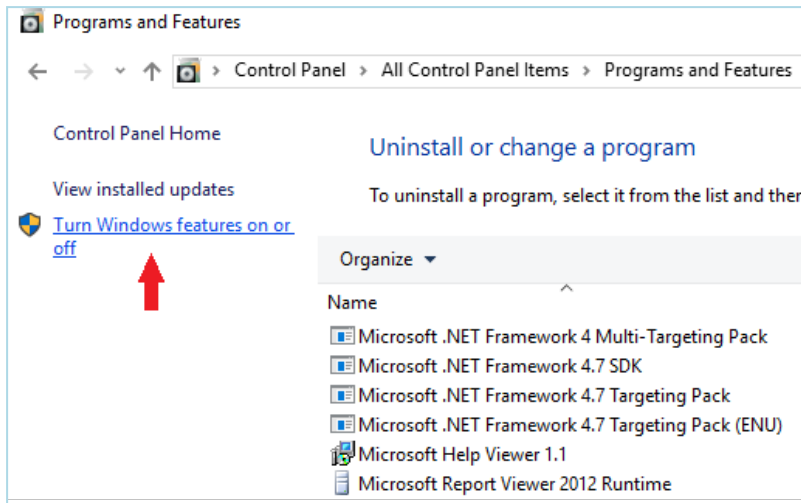 Programs and Features
Control Panel > All Control Panel Items > Programs and Features
Control Panel Home
View installed updates
Turn Windows features on or
off
Uninstall or change a program
To uninstall a program, select it from the list and then
Organize
Name
Microsoft .NET Framework 4 Multi-Targeting Pack
Microsoft .NET Framework 4.7 SDK
Microsoft .NET Framework 4.7 Targeting Pack
Microsoft .NET Framework 4.7 Targeting Pack (ENU)
Microsoft Help Viewer 1.1
Microsoft Report Viewer 2012 Runtime